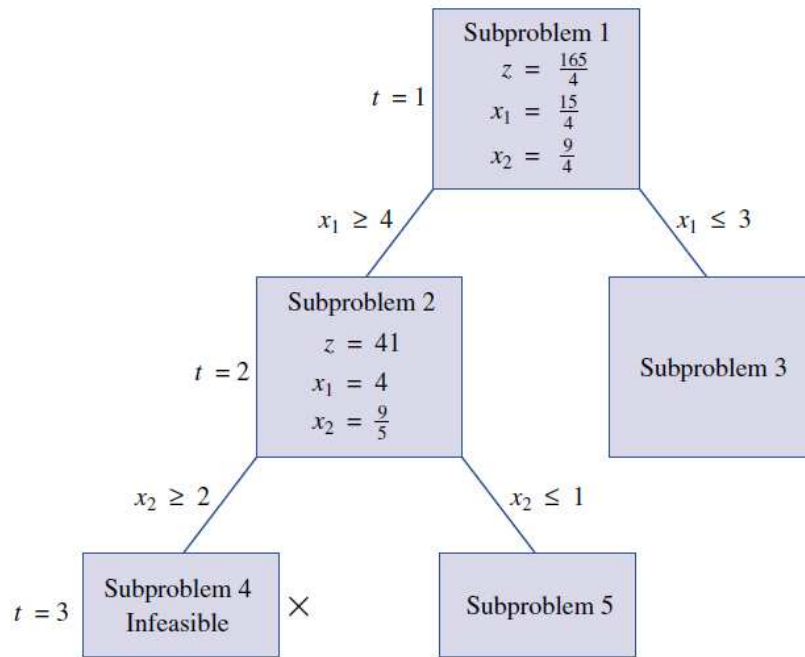 Subproblem 1
z = 165/4
t = 1
x₁ = 15/4
x₂ = 9/4
x₁ ≥ 4
x₁ ≤ 3
Subproblem 2
z = 41
t = 2
x₁ = 4
x₂ = 9/5
Subproblem 3
x₂ ≥ 2
x₂ ≤ 1
t = 3
Subproblem 4
Infeasible
×
Subproblem 5